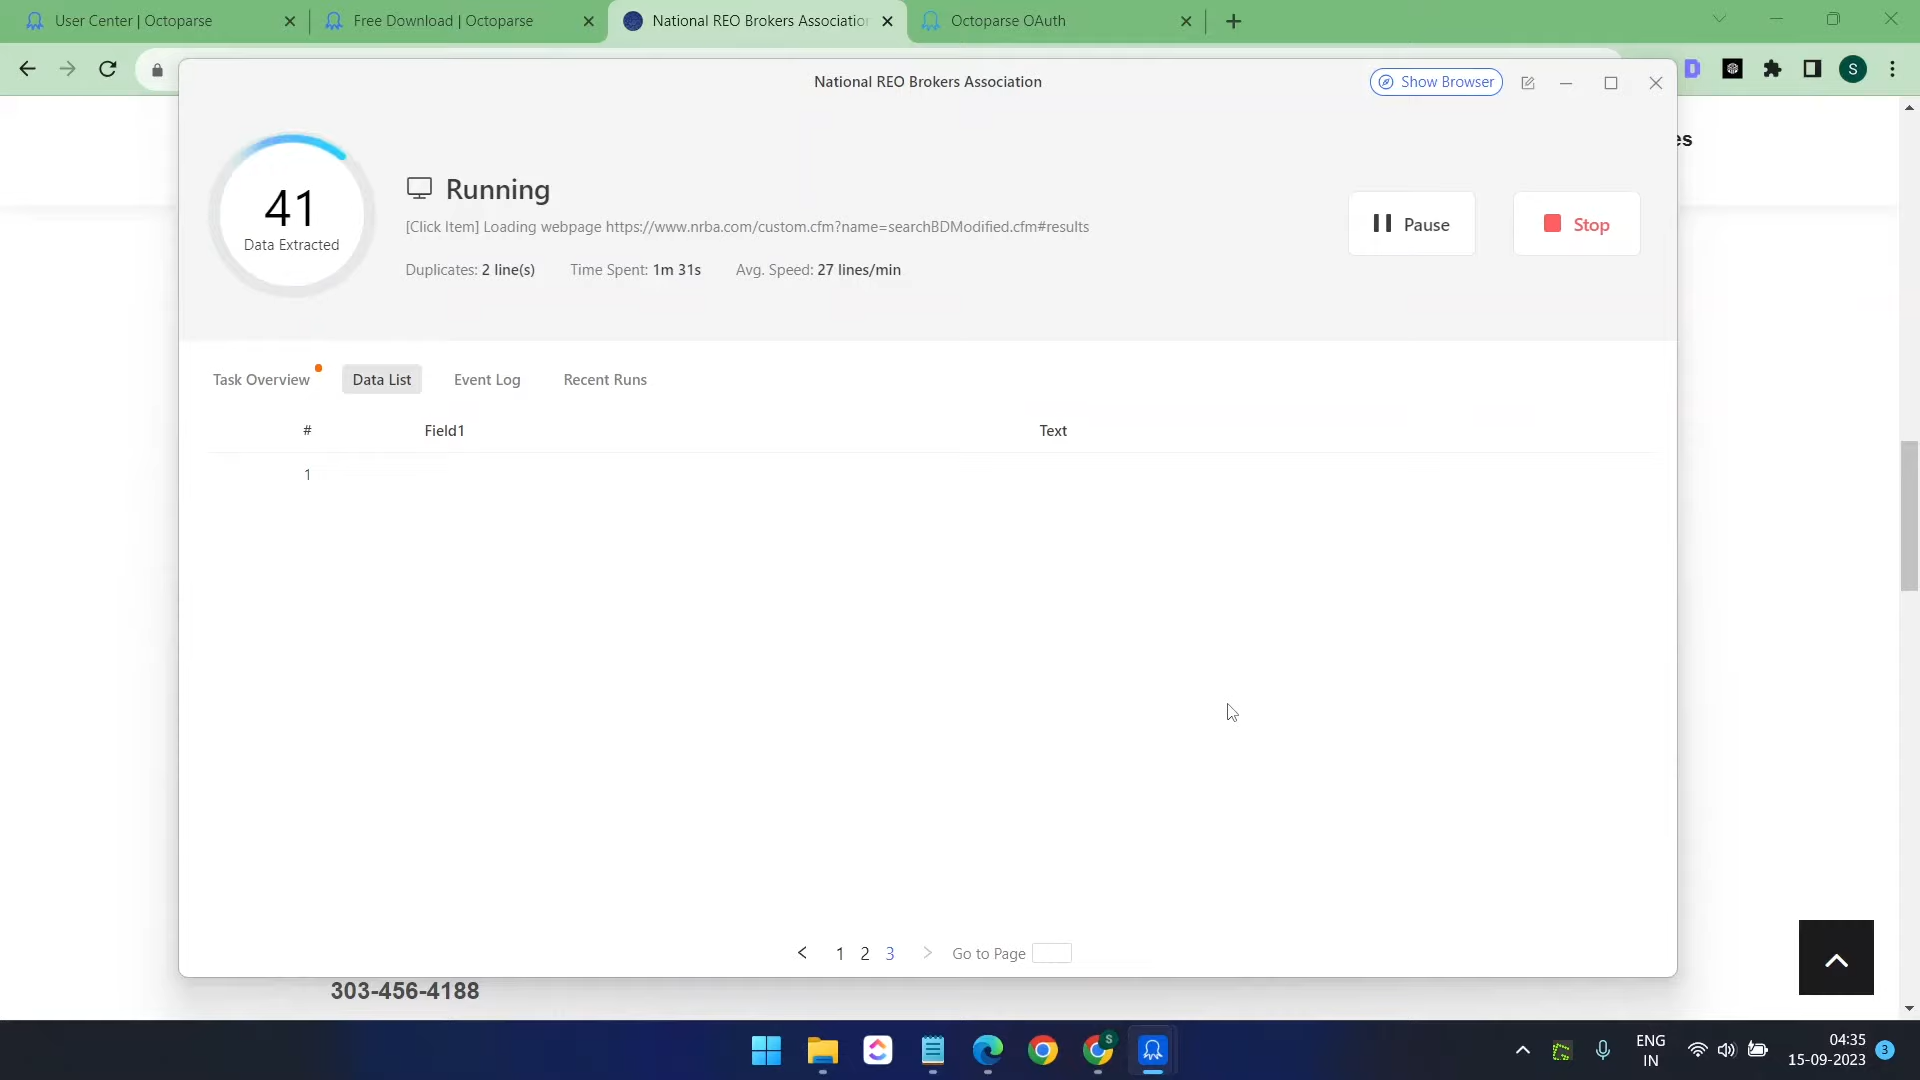 User Center | Octoparse
Free Download | Octoparse
National REO Brokers Association
Octoparse OAuth
S
National REO Brokers Association
Show Browser
es
41
Data Extracted
Running
[Click Item] Loading webpage https://www.nrba.com/custom.cfm?name=searchBDModified.cfm#results
Duplicates: 2 line(s) Time Spent: 1m 31s Avg. Speed: 27 lines/min
Pause
Stop
Task Overview Data List Event Log Recent Runs
# Field1 Text
1
1 2 3 Go to Page
303-456-4188
S
ENG
IN
04:35
15-09-2023
3